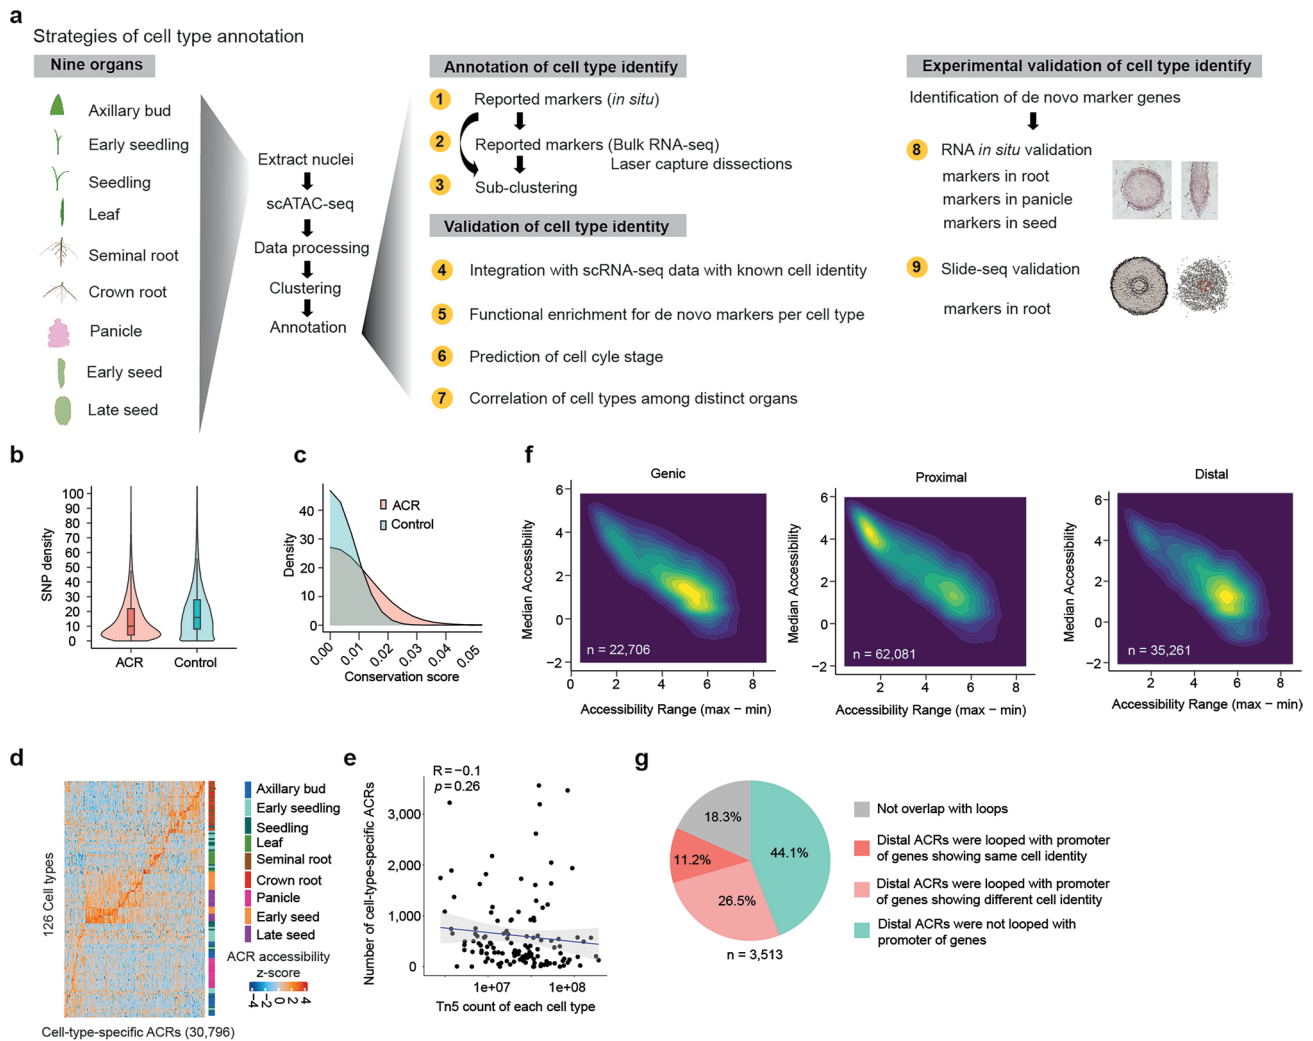 a
Strategies of cell type annotation
Nine organs
Axillary bud
Early seedling
Seedling
Leaf
Seminal root
Crown root
Panicle
Early seed
Late seed
Extract nuclei
scATAC-seq
Data processing
Clustering
Annotation
Annotation of cell type identify
1 Reported markers (in situ)
2 Reported markers (Bulk RNA-seq)
Laser capture dissections
3 Sub-clustering
Validation of cell type identity
4 Integration with scRNA-seq data with known cell identity
5 Functional enrichment for de novo markers per cell type
6 Prediction of cell cyle stage
7 Correlation of cell types among distinct organs
Experimental validation of cell type identify
Identification of de novo marker genes
8 RNA in situ validation
markers in root
markers in panicle
markers in seed
9 Slide-seq validation
markers in root
b
SNP density
100
90
80
70
60
50
40
30
20
10
0
ACR Control
c
Density
40
30
20
10
0
ACR
Control
0.00 0.01 0.02 0.03 0.04 0.05
Conservation score
f
Genic
Median Accessibility
6
4
2
0
−2
n = 22,706
0 2 4 6 8
Accessibility Range (max − min)
Proximal
Median Accessibility
6
4
2
0
−2
n = 62,081
2 4 6 8
Accessibility Range (max − min)
Distal
Median Accessibility
6
4
2
0
−2
n = 35,261
2 4 6 8
Accessibility Range (max − min)
d
126 Cell types
Cell-type-specific ACRs (30,796)
Axillary bud
Early seedling
Seedling
Leaf
Seminal root
Crown root
Panicle
Early seed
Late seed
ACR accessibility
z-score
−4 −2 0 2 4
e
R = −0.1
p = 0.26
Number of cell-type-specific ACRs
3,000
2,000
1,000
0
1e+07 1e+08
Tn5 count of each cell type
g
18.3%
11.2%
26.5%
44.1%
n = 3,513
Not overlap with loops
Distal ACRs were looped with promoter
of genes showing same cell identity
Distal ACRs were looped with promoter
of genes showing different cell identity
Distal ACRs were not looped with
promoter of genes